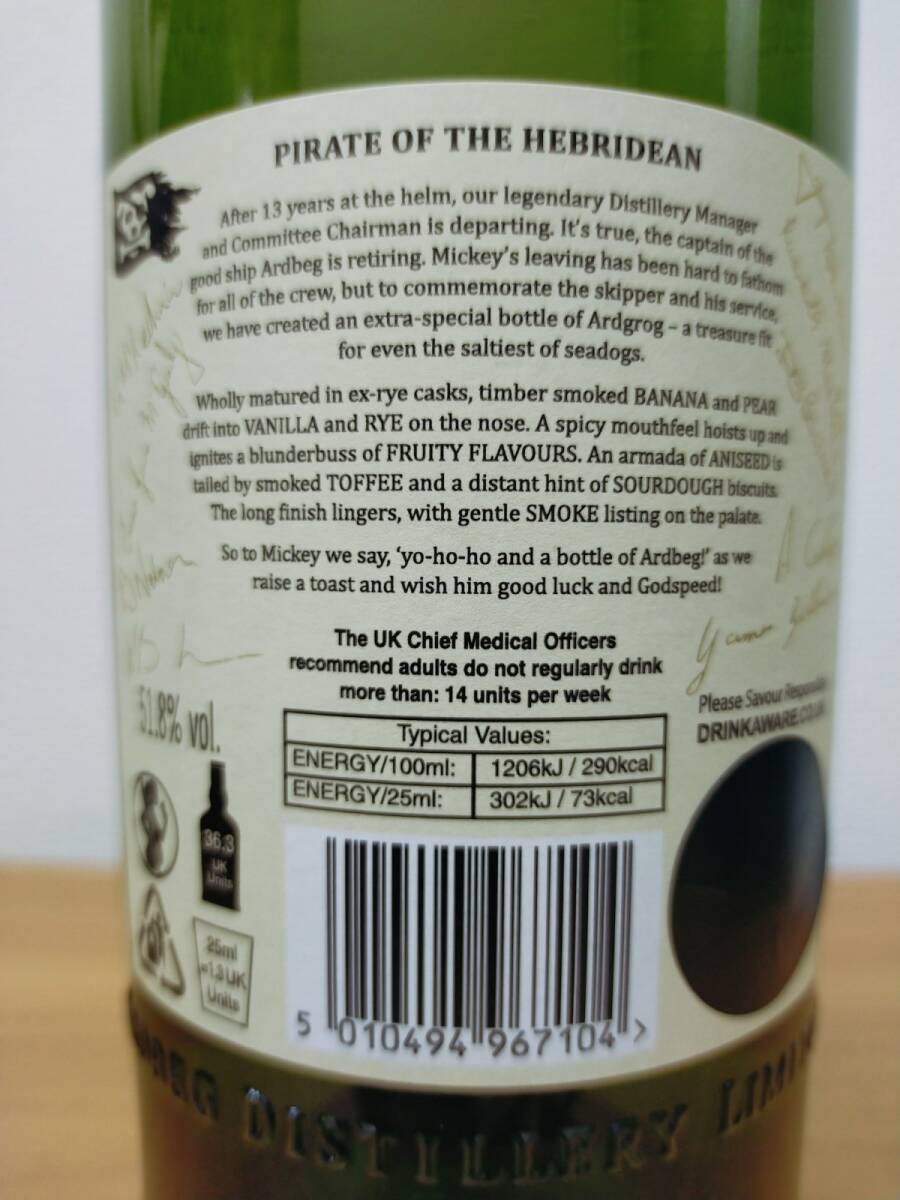 PIRATE OF THE HEBRIDEAN
After 13 years at the helm, our legendary Distillery Manager
and Committee Chairman is departing. It's true, the captain of the
good ship Ardbeg is retiring. Mickey's leaving has been hard to fathom
for all of the crew, but to commemorate the skipper and his service,
we have created an extra-special bottle of Ardgrog – a treasure fit
for even the saltiest of seadogs.
Wholly matured in ex-rye casks, timber smoked BANANA and PEAR
drift into VANILLA and RYE on the nose. A spicy mouthfeel hoists up and
ignites a blunderbuss of FRUITY FLAVOURS. An armada of ANISEED is
tailed by smoked TOFFEE and a distant hint of SOURDOUGH biscuits.
The long finish lingers, with gentle SMOKE listing on the palate.
So to Mickey we say, 'yo-ho-ho and a bottle of Ardbeg!' as we
raise a toast and wish him good luck and Godspeed!
The UK Chief Medical Officers
recommend adults do not regularly drink
more than: 14 units per week
Please Savour
DRINKAWARE.CO.UK
51.8% vol.
Typical Values:
ENERGY/100ml: 1206kJ / 290kcal
ENERGY/25ml: 302kJ / 73kcal
36.3
UK
Units
25ml
=1.3 UK
Units
5 010494 967104 >
DISTILLERY